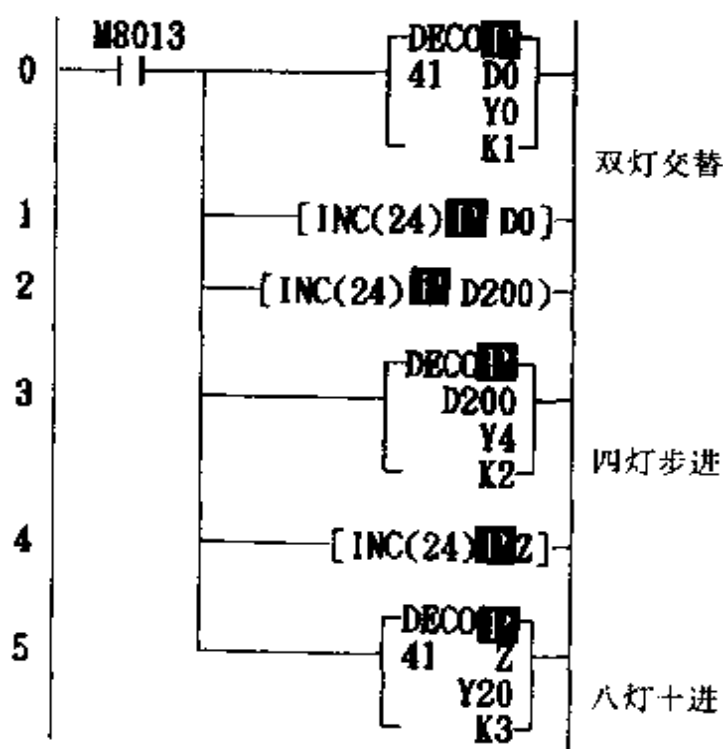 M8013
0
DECO P
41 D0
Y0
K1
双灯交替
1
[INC(24) P D0]
2
[INC(24) P D200)
3
DECO P
D200
Y4
K2
四灯步进
4
[INC(24) P Z]
5
DECO P
41 Z
Y20
K3
八灯十进